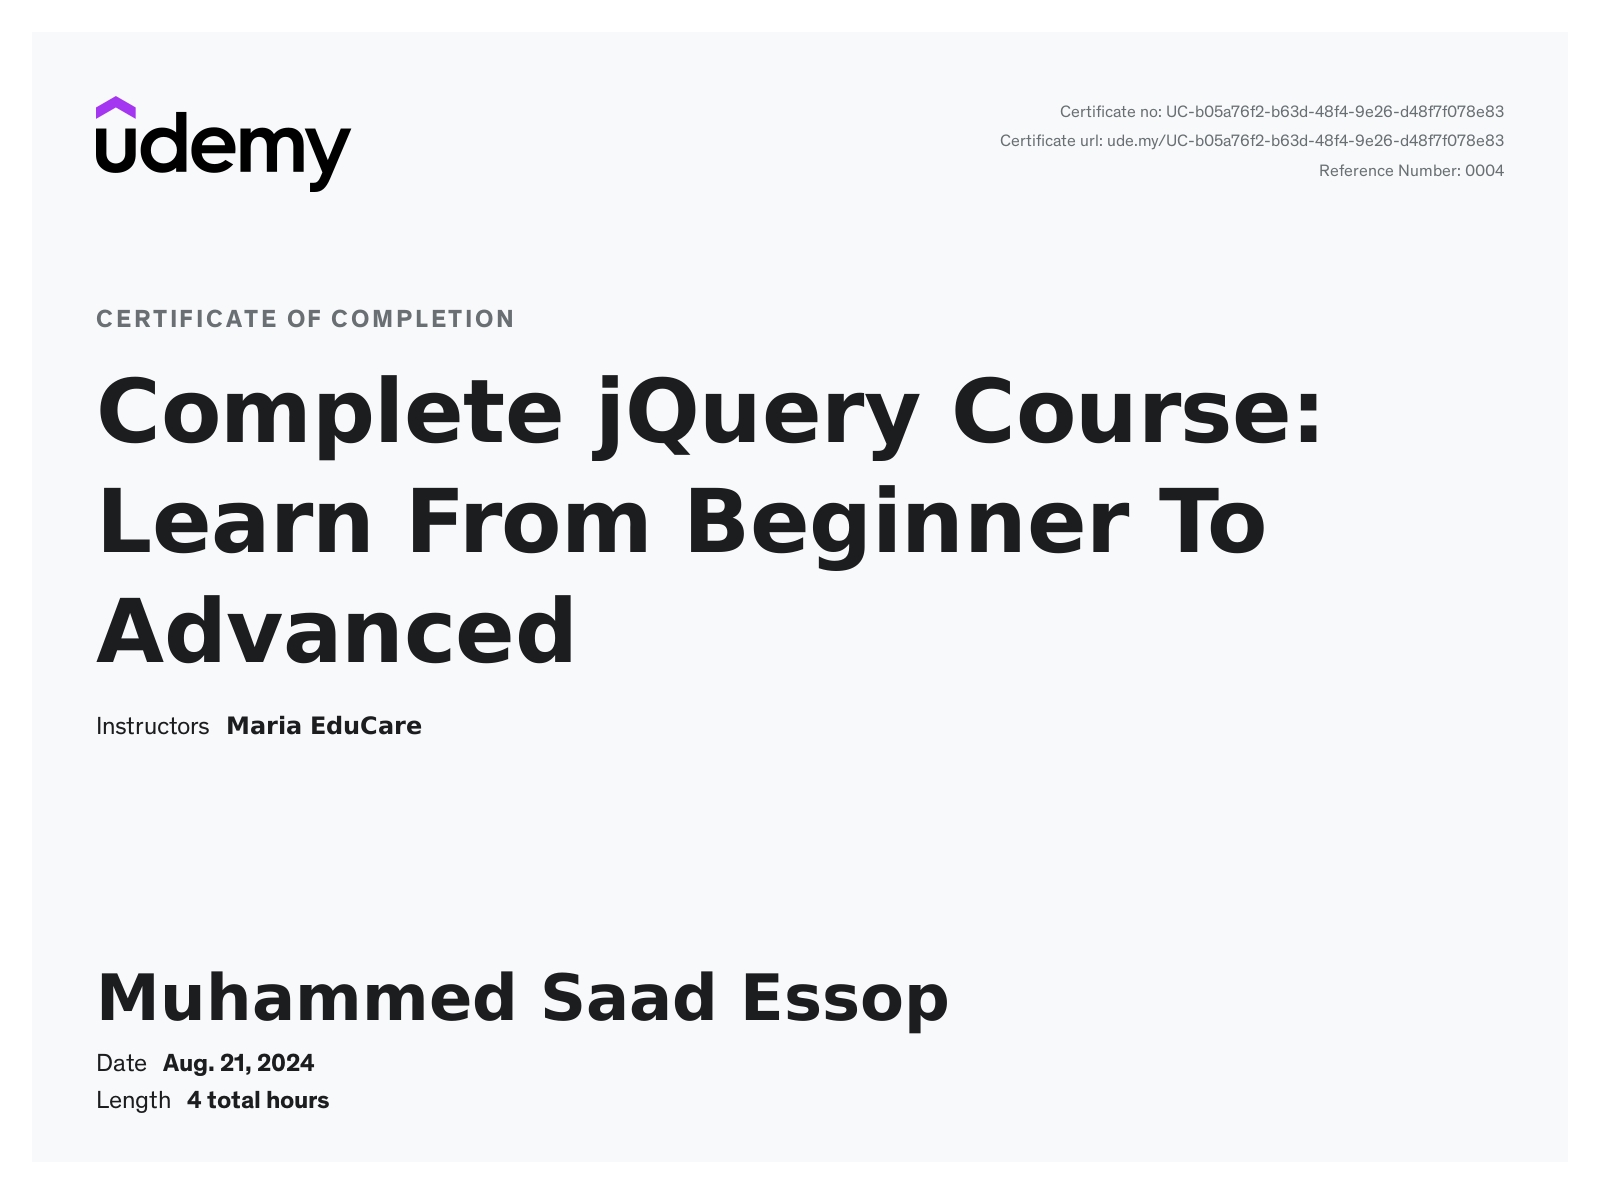 udemy
Certificate no: UC-b05a76f2-b63d-48f4-9e26-d48f7f078e83
Certificate url: ude.my/UC-b05a76f2-b63d-48f4-9e26-d48f7f078e83
Reference Number: 0004
CERTIFICATE OF COMPLETION
Complete jQuery Course:
Learn From Beginner To
Advanced
Instructors Maria EduCare
Muhammed Saad Essop
Date Aug. 21, 2024
Length 4 total hours